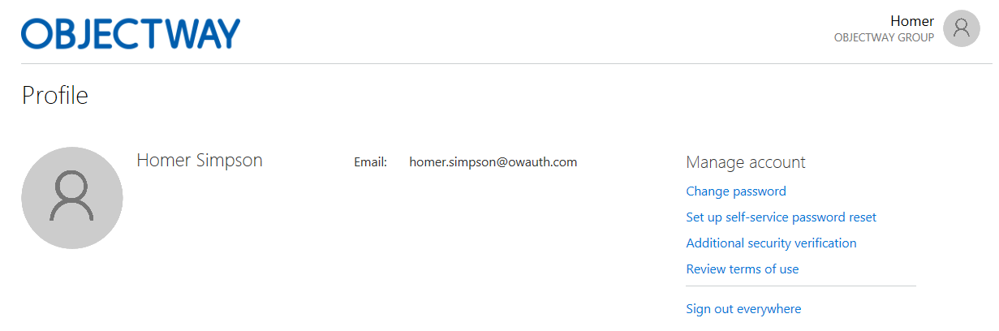 OBJECTWAY
Homer
OBJECTWAY GROUP
Profile
Homer Simpson
Email: homer.simpson@owauth.com
Manage account
Change password
Set up self-service password reset
Additional security verification
Review terms of use
Sign out everywhere